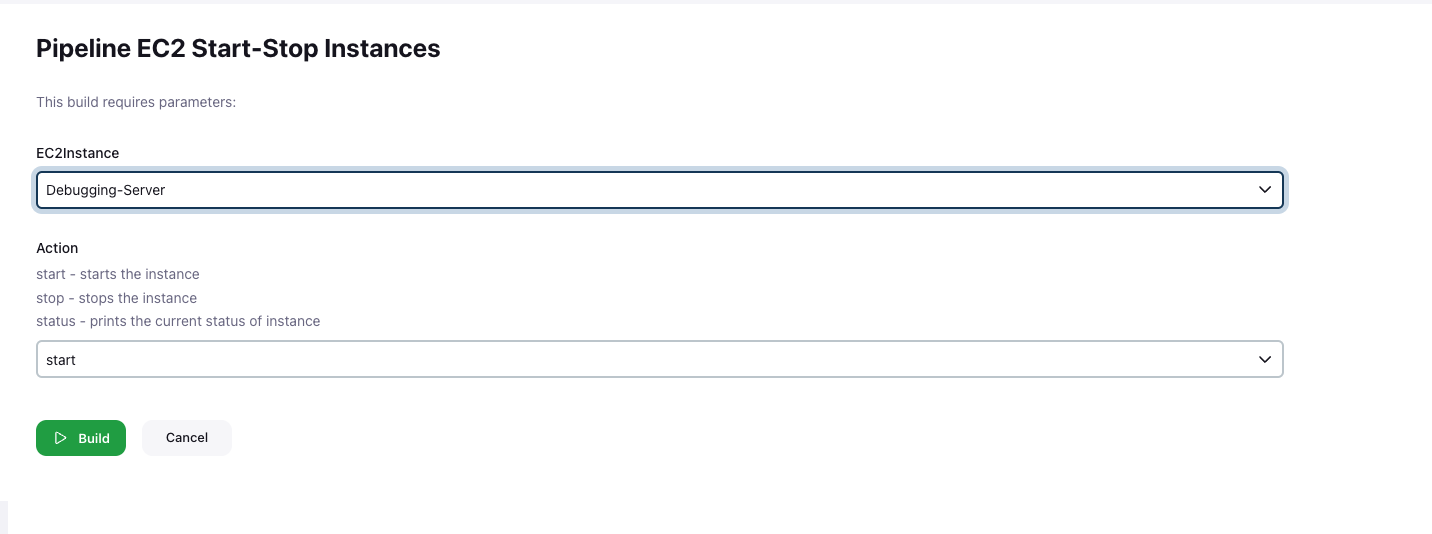 Pipeline EC2 Start-Stop Instances
This build requires parameters:
EC2Instance
Debugging-Server
Action
start - starts the instance
stop - stops the instance
status - prints the current status of instance
start
Build
Cancel